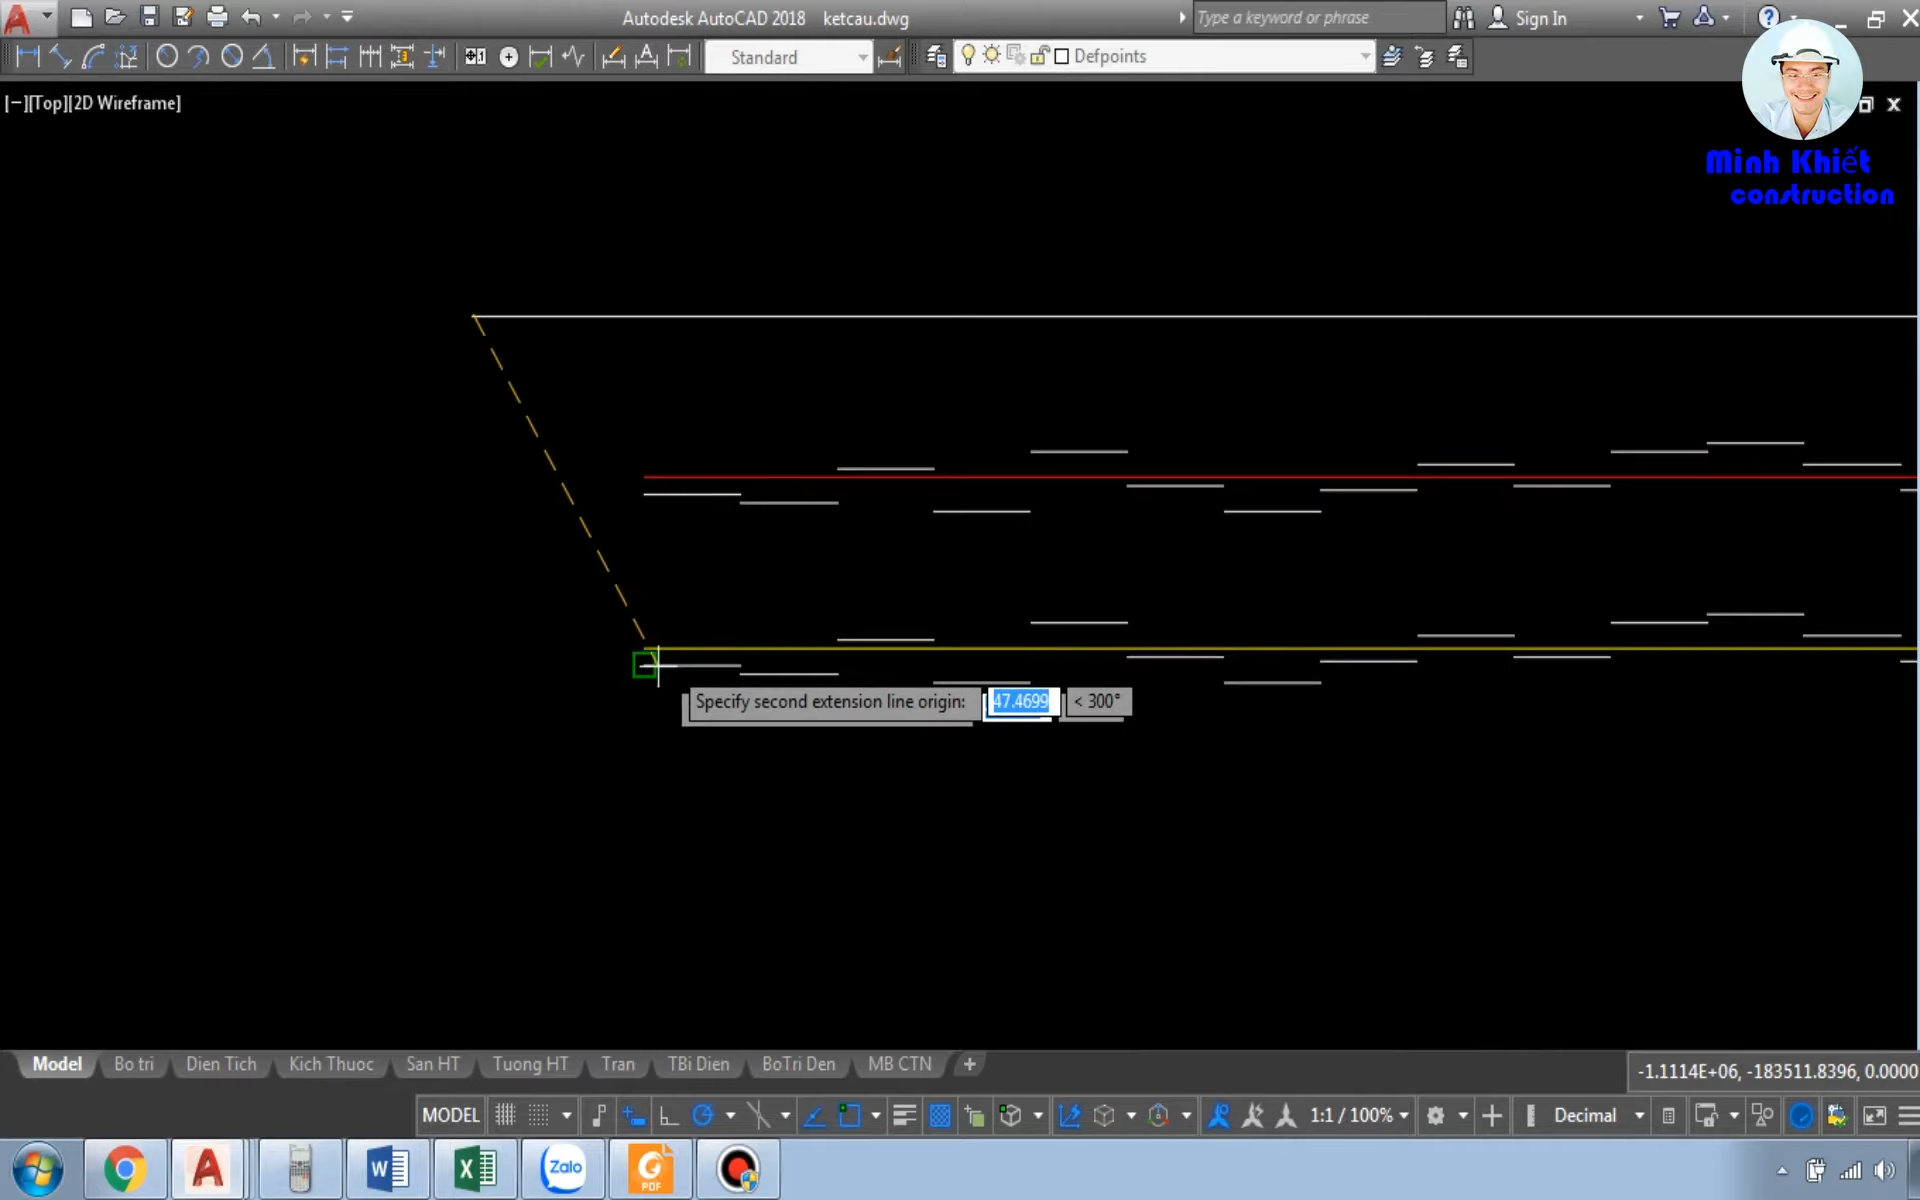 Autodesk AutoCAD 2018 ketcau.dwg
Type a keyword or phrase
Sign In
Standard
Defpoints
[−][Top][2D Wireframe]
Minh Khiết
construction
Specify second extension line origin: 47.4699 < 300°
Model Bo tri Dien Tich Kich Thuoc San HT Tuong HT Tran TBi Dien BoTri Den MB CTN +
-1.1114E+06, -183511.8396, 0.0000
MODEL 1:1 / 100% Decimal
Zalo
PDF